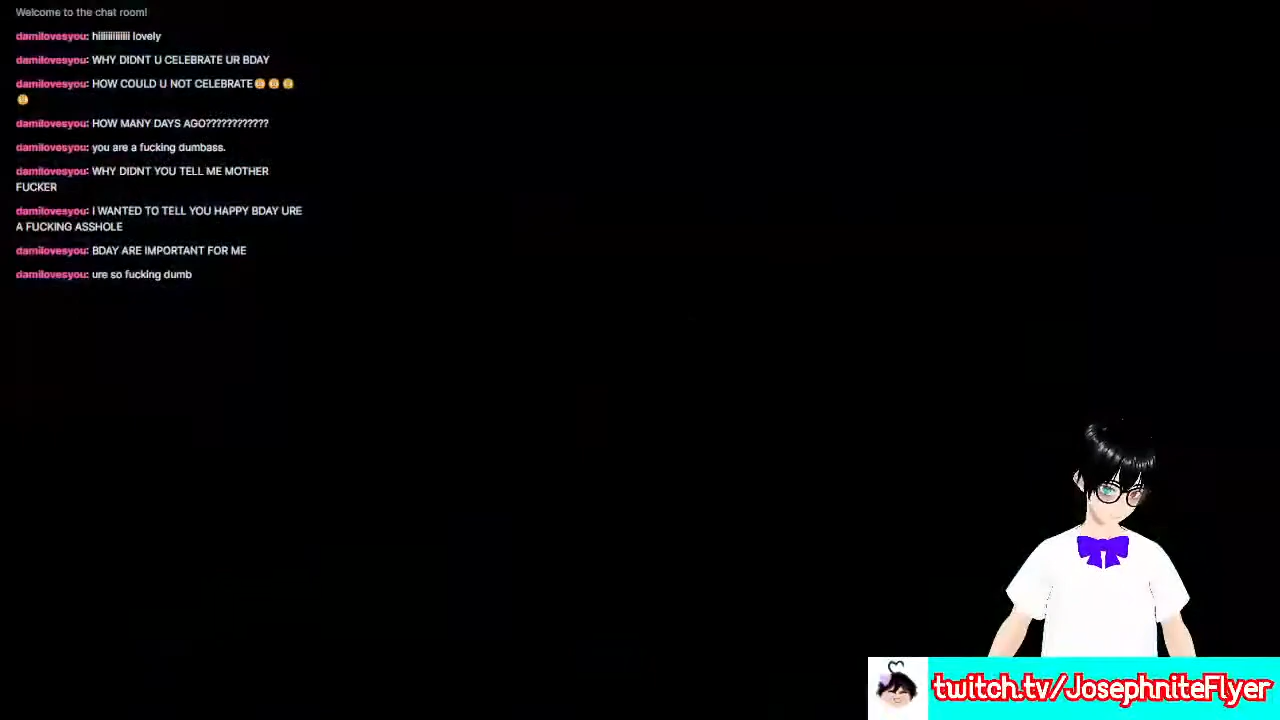 Welcome to the chat room!
damilovesyou: hiiiiiiiiiiiii lovely
damilovesyou: WHY DIDNT U CELEBRATE UR BDAY
damilovesyou: HOW COULD U NOT CELEBRATE
damilovesyou: HOW MANY DAYS AGO????????????
damilovesyou: you are a fucking dumbass.
damilovesyou: WHY DIDNT YOU TELL ME MOTHER
FUCKER
damilovesyou: I WANTED TO TELL YOU HAPPY BDAY URE
A FUCKING ASSHOLE
damilovesyou: BDAY ARE IMPORTANT FOR ME
damilovesyou: ure so fucking dumb
twitch.tv/JosephniteFlyer